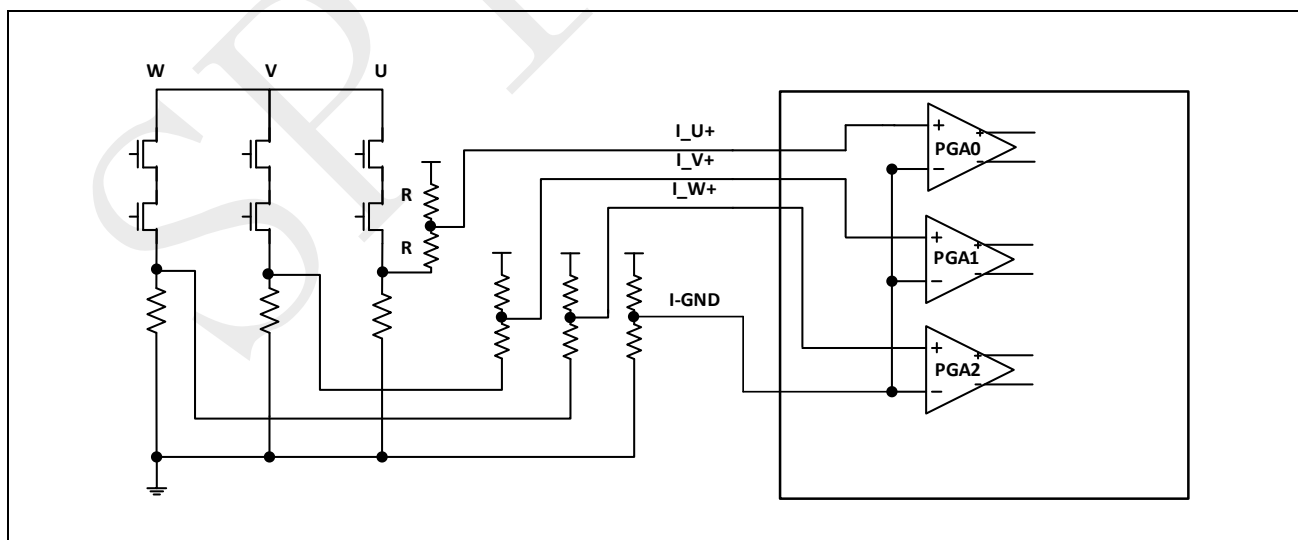 W V U
I_U+
I_V+
I_W+
R
R
I-GND
+ + -
PGA0
-
+ + -
PGA1
-
+ + -
PGA2
-